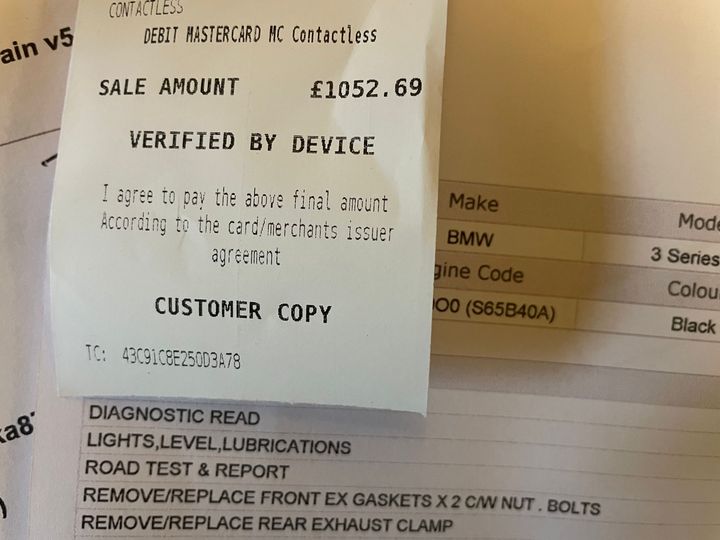 CONTACTLESS
DEBIT MASTERCARD MC Contactless
SALE AMOUNT £1052.69
VERIFIED BY DEVICE
I agree to pay the above final amount
According to the card/merchants issuer
agreement
CUSTOMER COPY
TC: 43C91C8E250D3A78
ain v5
Make Mode
BMW 3 Series
gine Code Colou
00 (S65B40A) Black
DIAGNOSTIC READ
LIGHTS,LEVEL,LUBRICATIONS
ROAD TEST & REPORT
REMOVE/REPLACE FRONT EX GASKETS X 2 C/W NUT . BOLTS
REMOVE/REPLACE REAR EXHAUST CLAMP